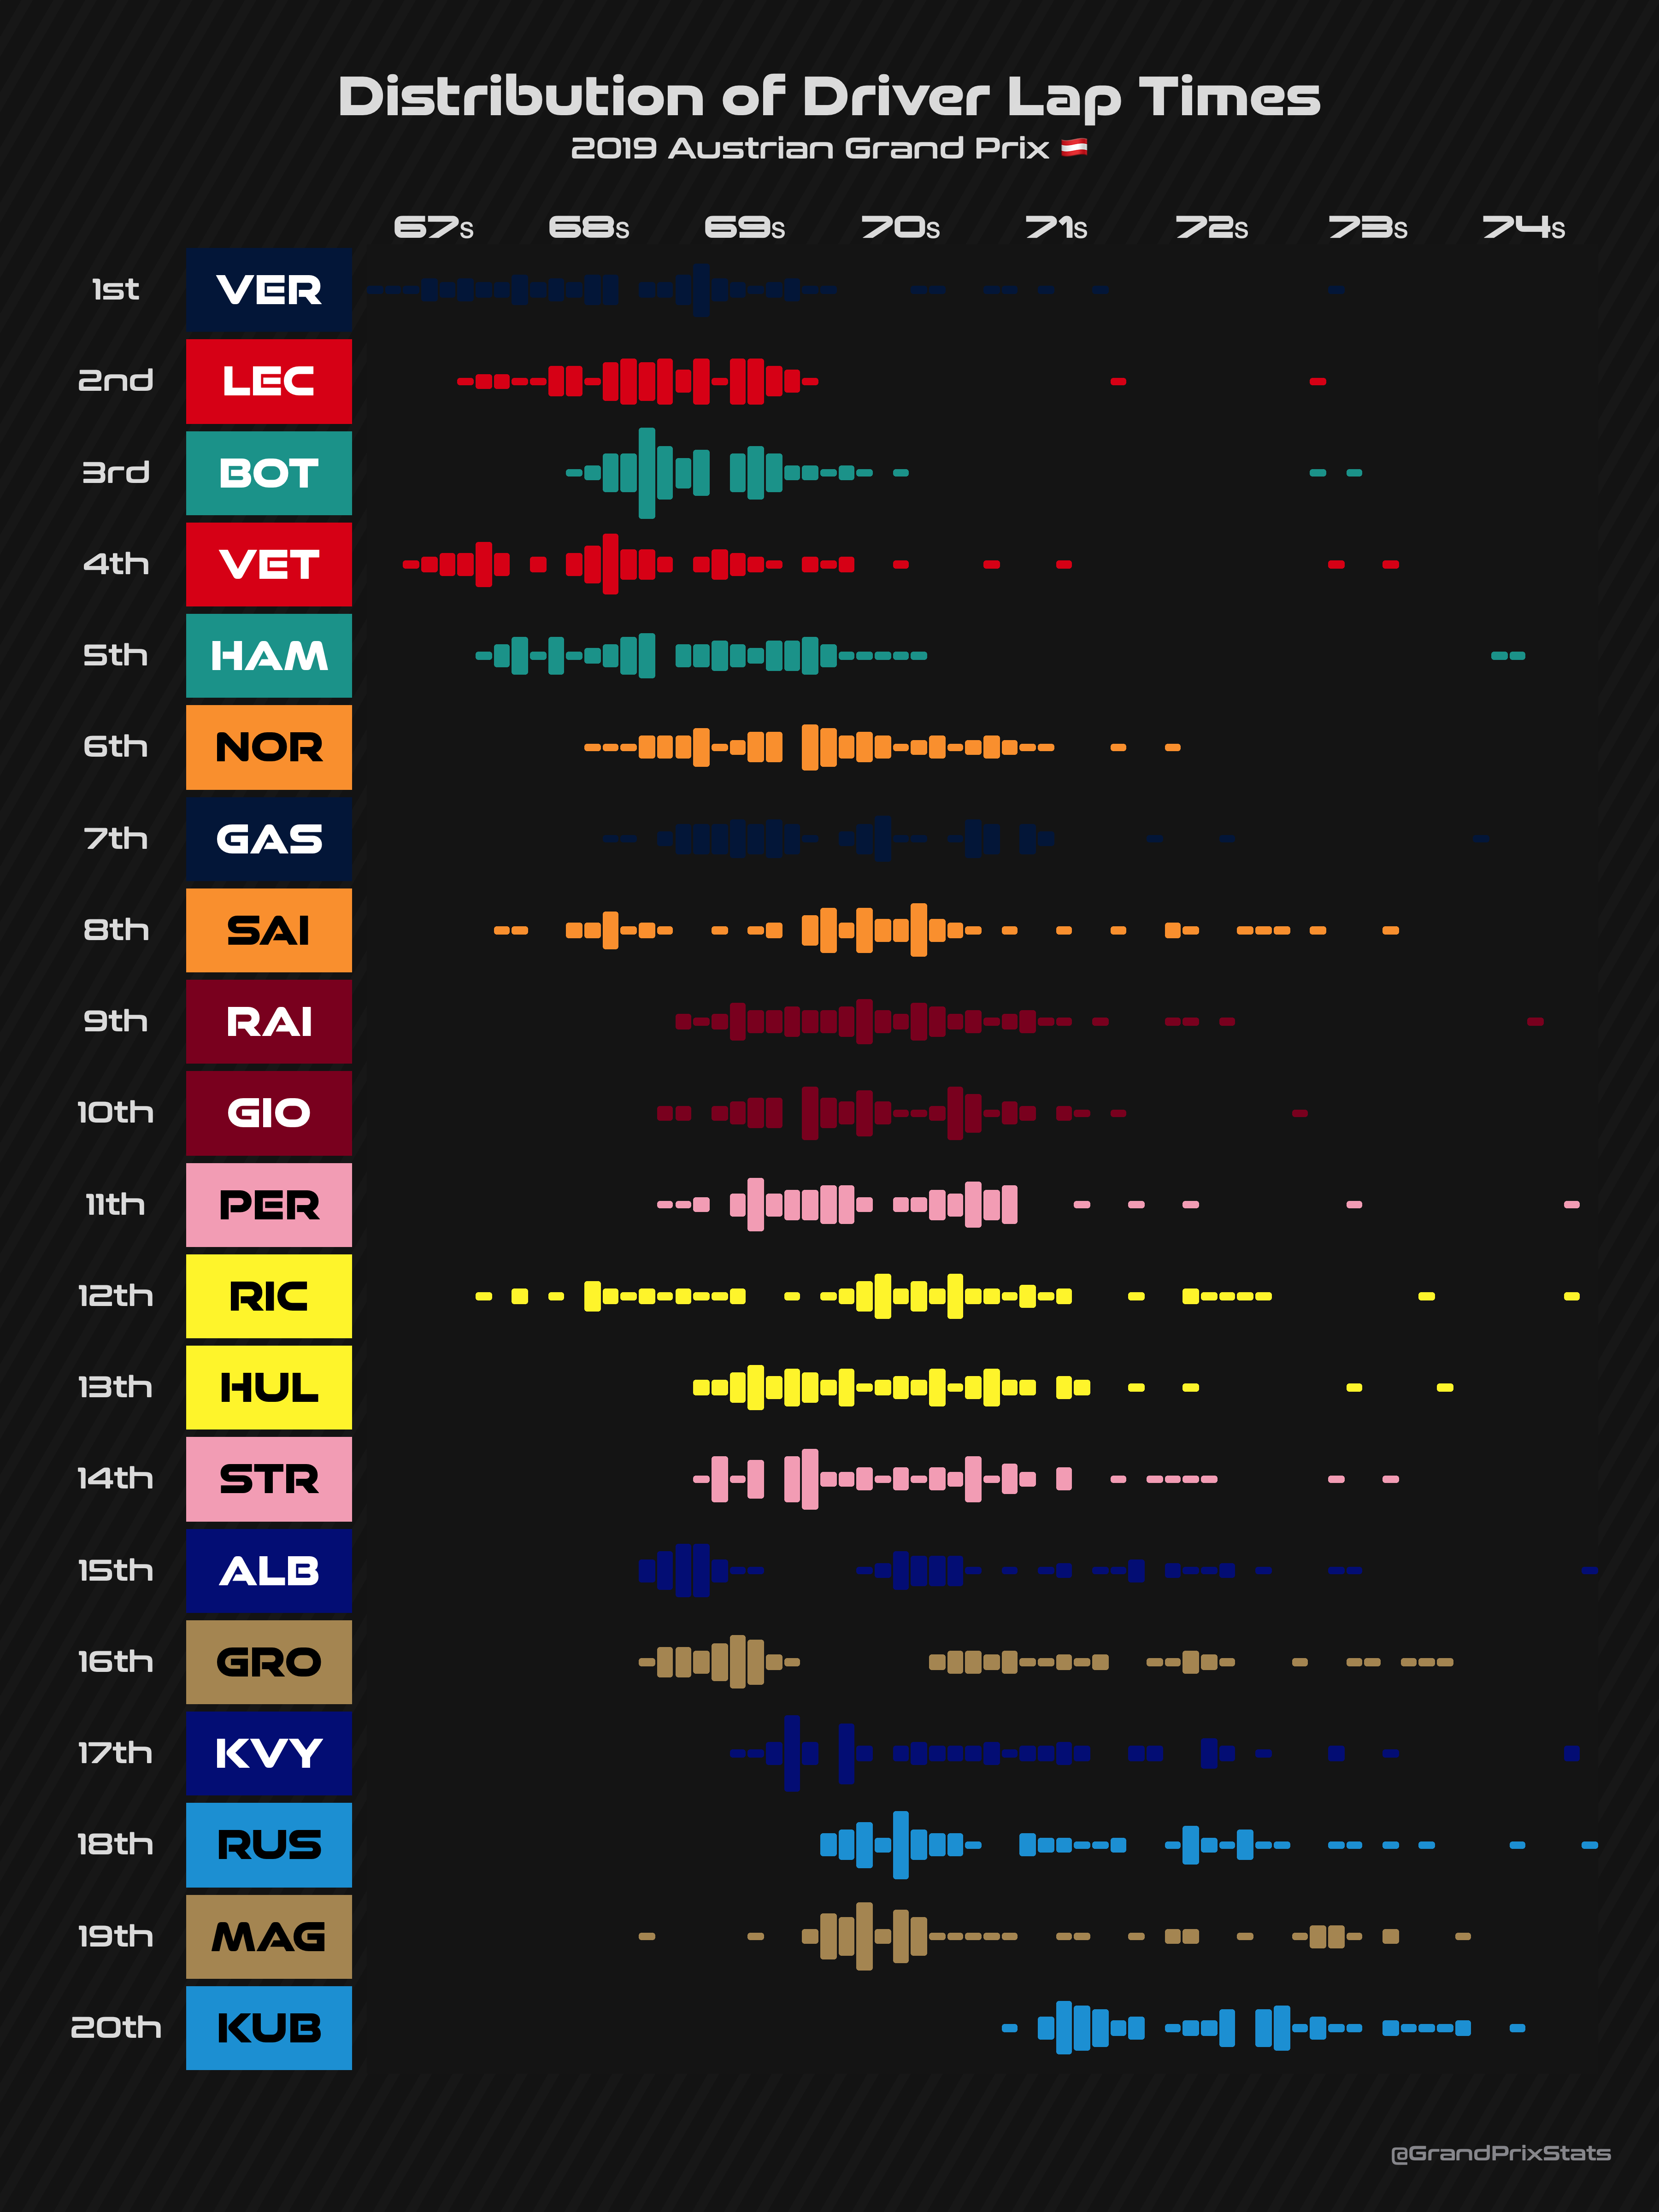 Distribution of Driver Lap Times
2019 Austrian Grand Prix 🇦🇹
67s 68s 69s 70s 71s 72s 73s 74s
1st VER
2nd LEC
3rd BOT
4th VET
5th HAM
6th NOR
7th GAS
8th SAI
9th RAI
10th GIO
11th PER
12th RIC
13th HUL
14th STR
15th ALB
16th GRO
17th KVY
18th RUS
19th MAG
20th KUB
@GrandPrixStats